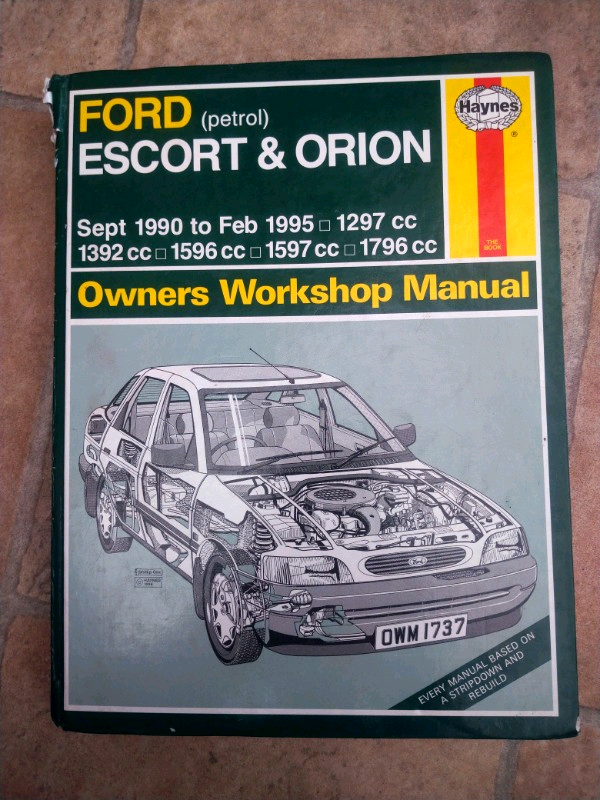 FORD (petrol)
ESCORT & ORION
Haynes
®
Sept 1990 to Feb 1995 □ 1297 cc
1392 cc □ 1596 cc □ 1597 cc □ 1796 cc
THE
BOOK
Owners Workshop Manual
Ford
OWM 1737
EVERY MANUAL BASED ON
A STRIPDOWN AND
REBUILD